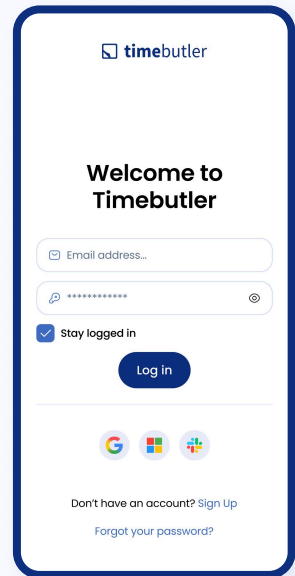 timebutler
Welcome to
Timebutler
Email address...
************
Stay logged in
Log in
Don't have an account? Sign Up
Forgot your password?